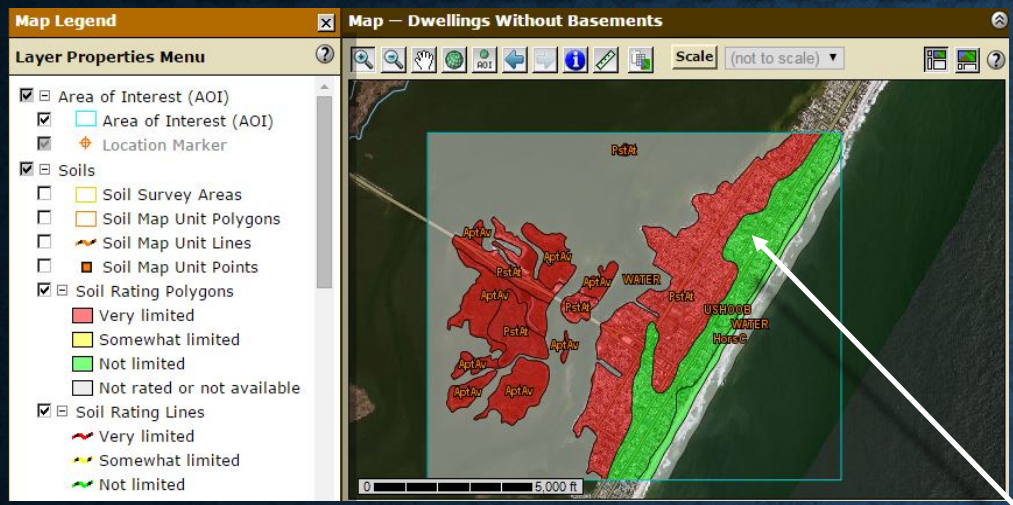 Map Legend
Layer Properties Menu
Area of Interest (AOI)
Area of Interest (AOI)
Location Marker
Soils
Soil Survey Areas
Soil Map Unit Polygons
Soil Map Unit Lines
Soil Map Unit Points
Soil Rating Polygons
Very limited
Somewhat limited
Not limited
Not rated or not available
Soil Rating Lines
Very limited
Somewhat limited
Not limited
Map — Dwellings Without Basements
AOI
Scale
(not to scale)
PstAt
AptAv
AptAv
PstAt
AptAv
WATER
AptAv
PstAt
PstAt
USHOOB
PstAt
WATER
AptAv
HorsC
AptAv
AptAv
AptAv
0
5,000 ft